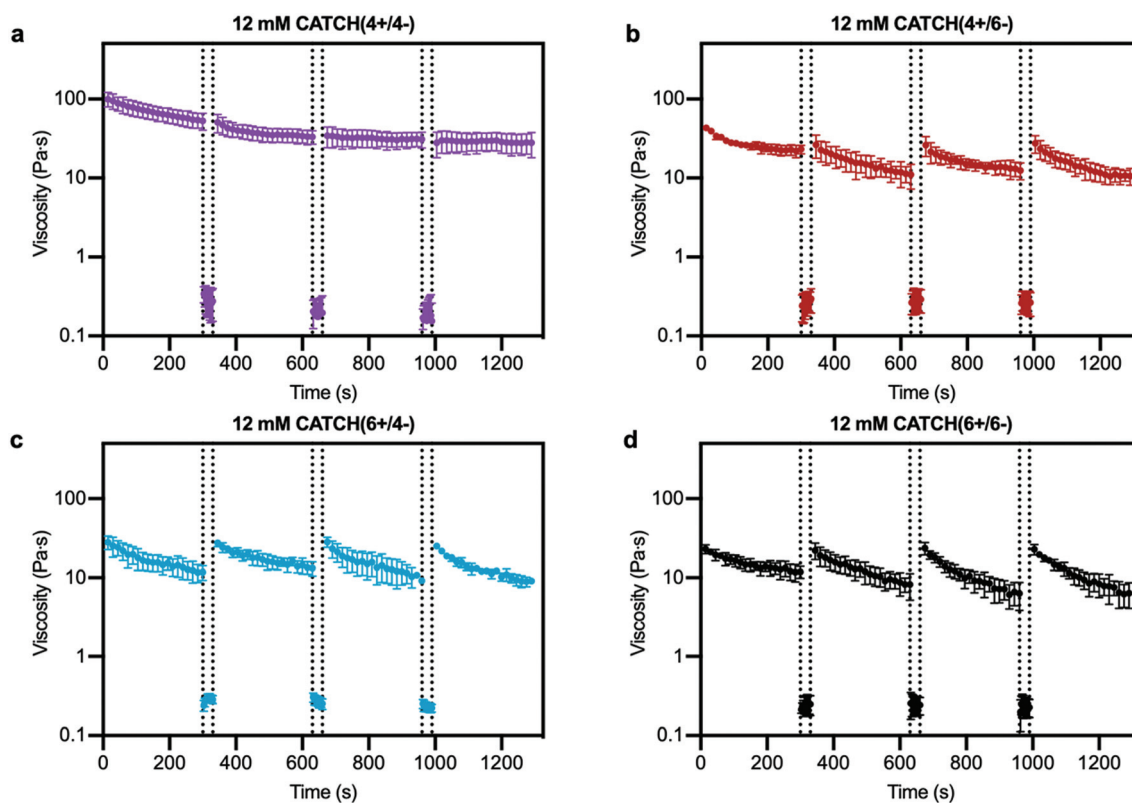 a
12 mM CATCH(4+/4-)
Viscosity (Pa·s)
100
10
1
0.1
0 200 400 600 800 1000 1200
Time (s)
b
12 mM CATCH(4+/6-)
Viscosity (Pa·s)
100
10
1
0.1
0 200 400 600 800 1000 1200
Time (s)
c
12 mM CATCH(6+/4-)
Viscosity (Pa·s)
100
10
1
0.1
0 200 400 600 800 1000 1200
Time (s)
d
12 mM CATCH(6+/6-)
Viscosity (Pa·s)
100
10
1
0.1
0 200 400 600 800 1000 1200
Time (s)